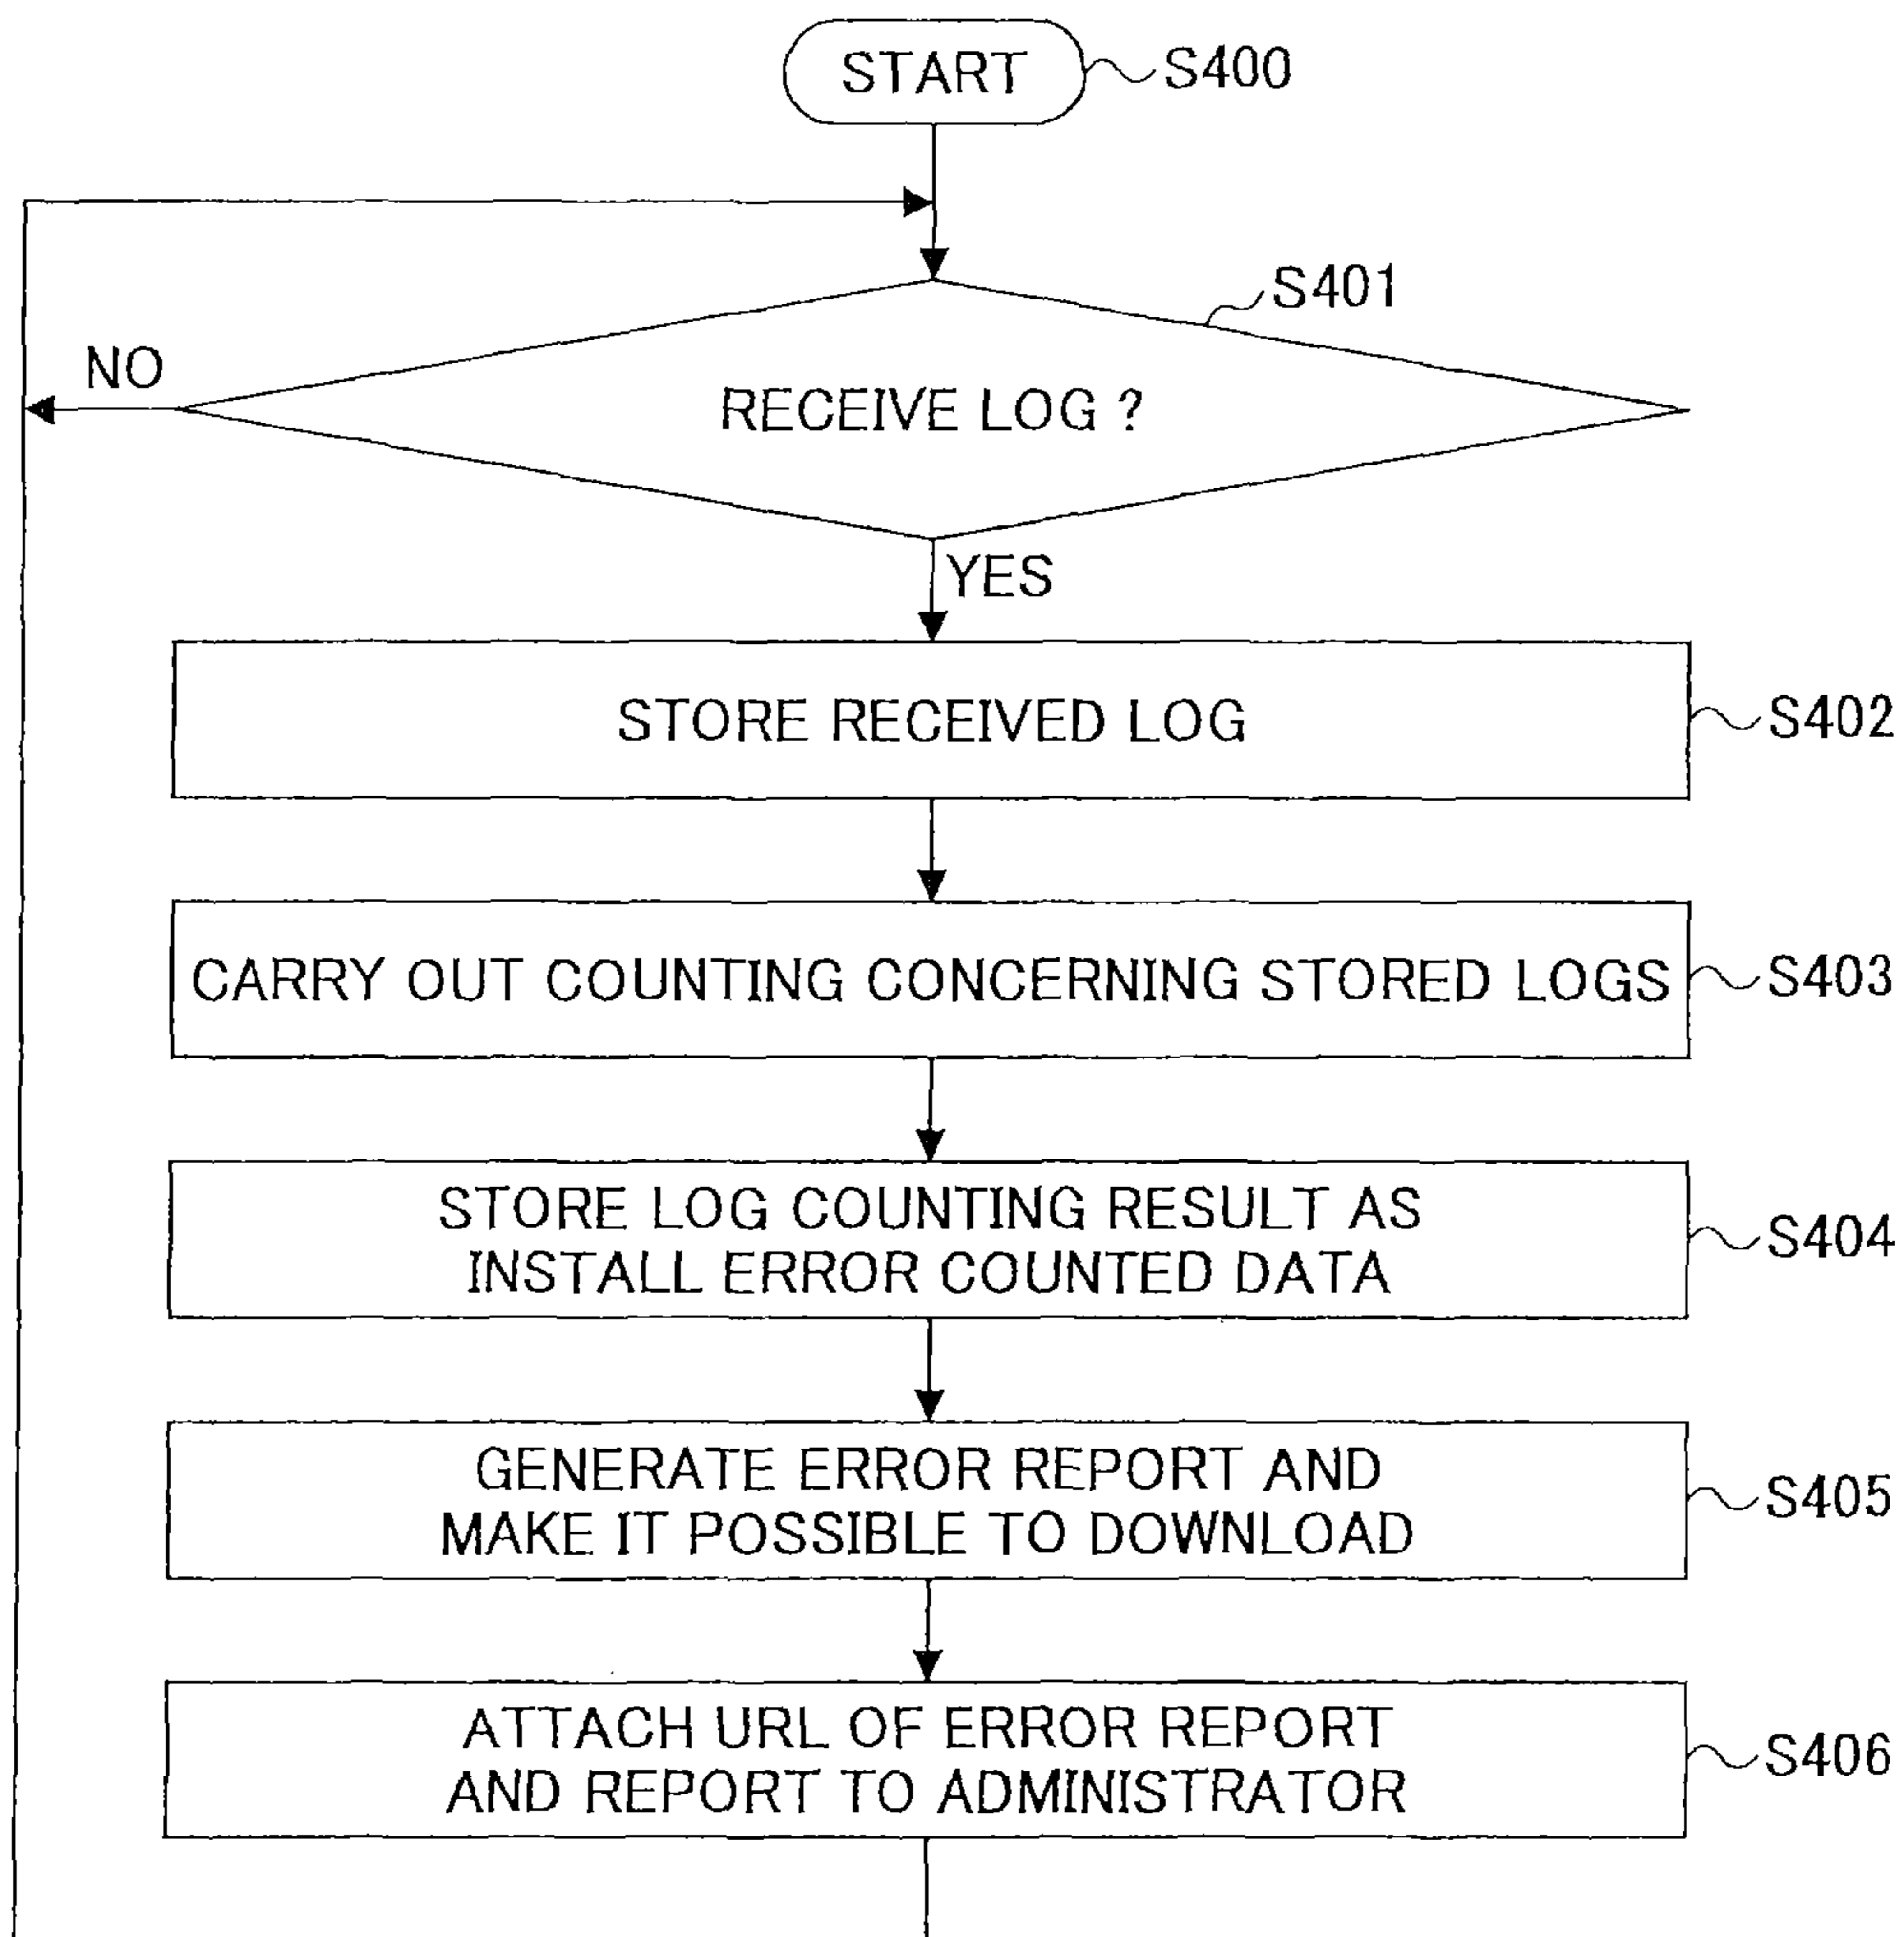 START
S400
S401
NO
RECEIVE LOG ?
YES
STORE RECEIVED LOG
S402
CARRY OUT COUNTING CONCERNING STORED LOGS
S403
STORE LOG COUNTING RESULT AS
INSTALL ERROR COUNTED DATA
S404
GENERATE ERROR REPORT AND
MAKE IT POSSIBLE TO DOWNLOAD
S405
ATTACH URL OF ERROR REPORT
AND REPORT TO ADMINISTRATOR
S406